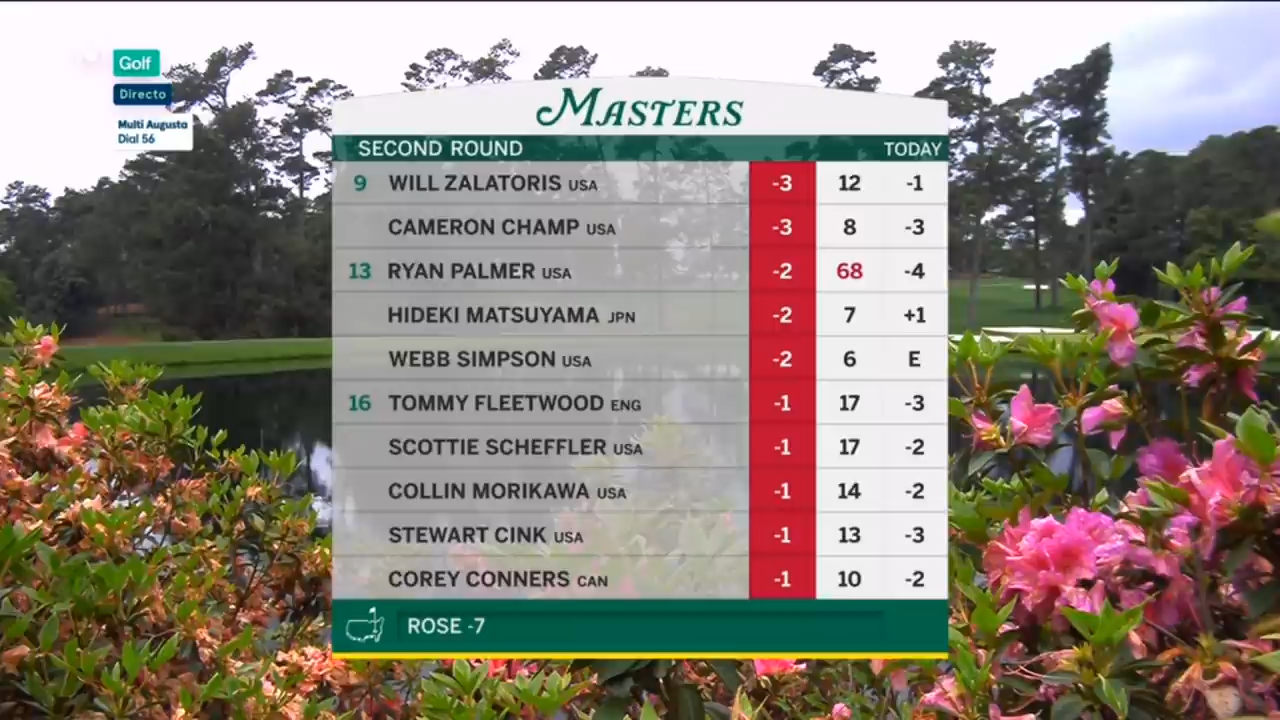 Golf
Directo
Multi Augusta
Dial 56
MASTERS
SECOND ROUND TODAY
9 WILL ZALATORIS USA -3 12 -1
CAMERON CHAMP USA -3 8 -3
13 RYAN PALMER USA -2 68 -4
HIDEKI MATSUYAMA JPN -2 7 +1
WEBB SIMPSON USA -2 6 E
16 TOMMY FLEETWOOD ENG -1 17 -3
SCOTTIE SCHEFFLER USA -1 17 -2
COLLIN MORIKAWA USA -1 14 -2
STEWART CINK USA -1 13 -3
COREY CONNERS CAN -1 10 -2
ROSE -7